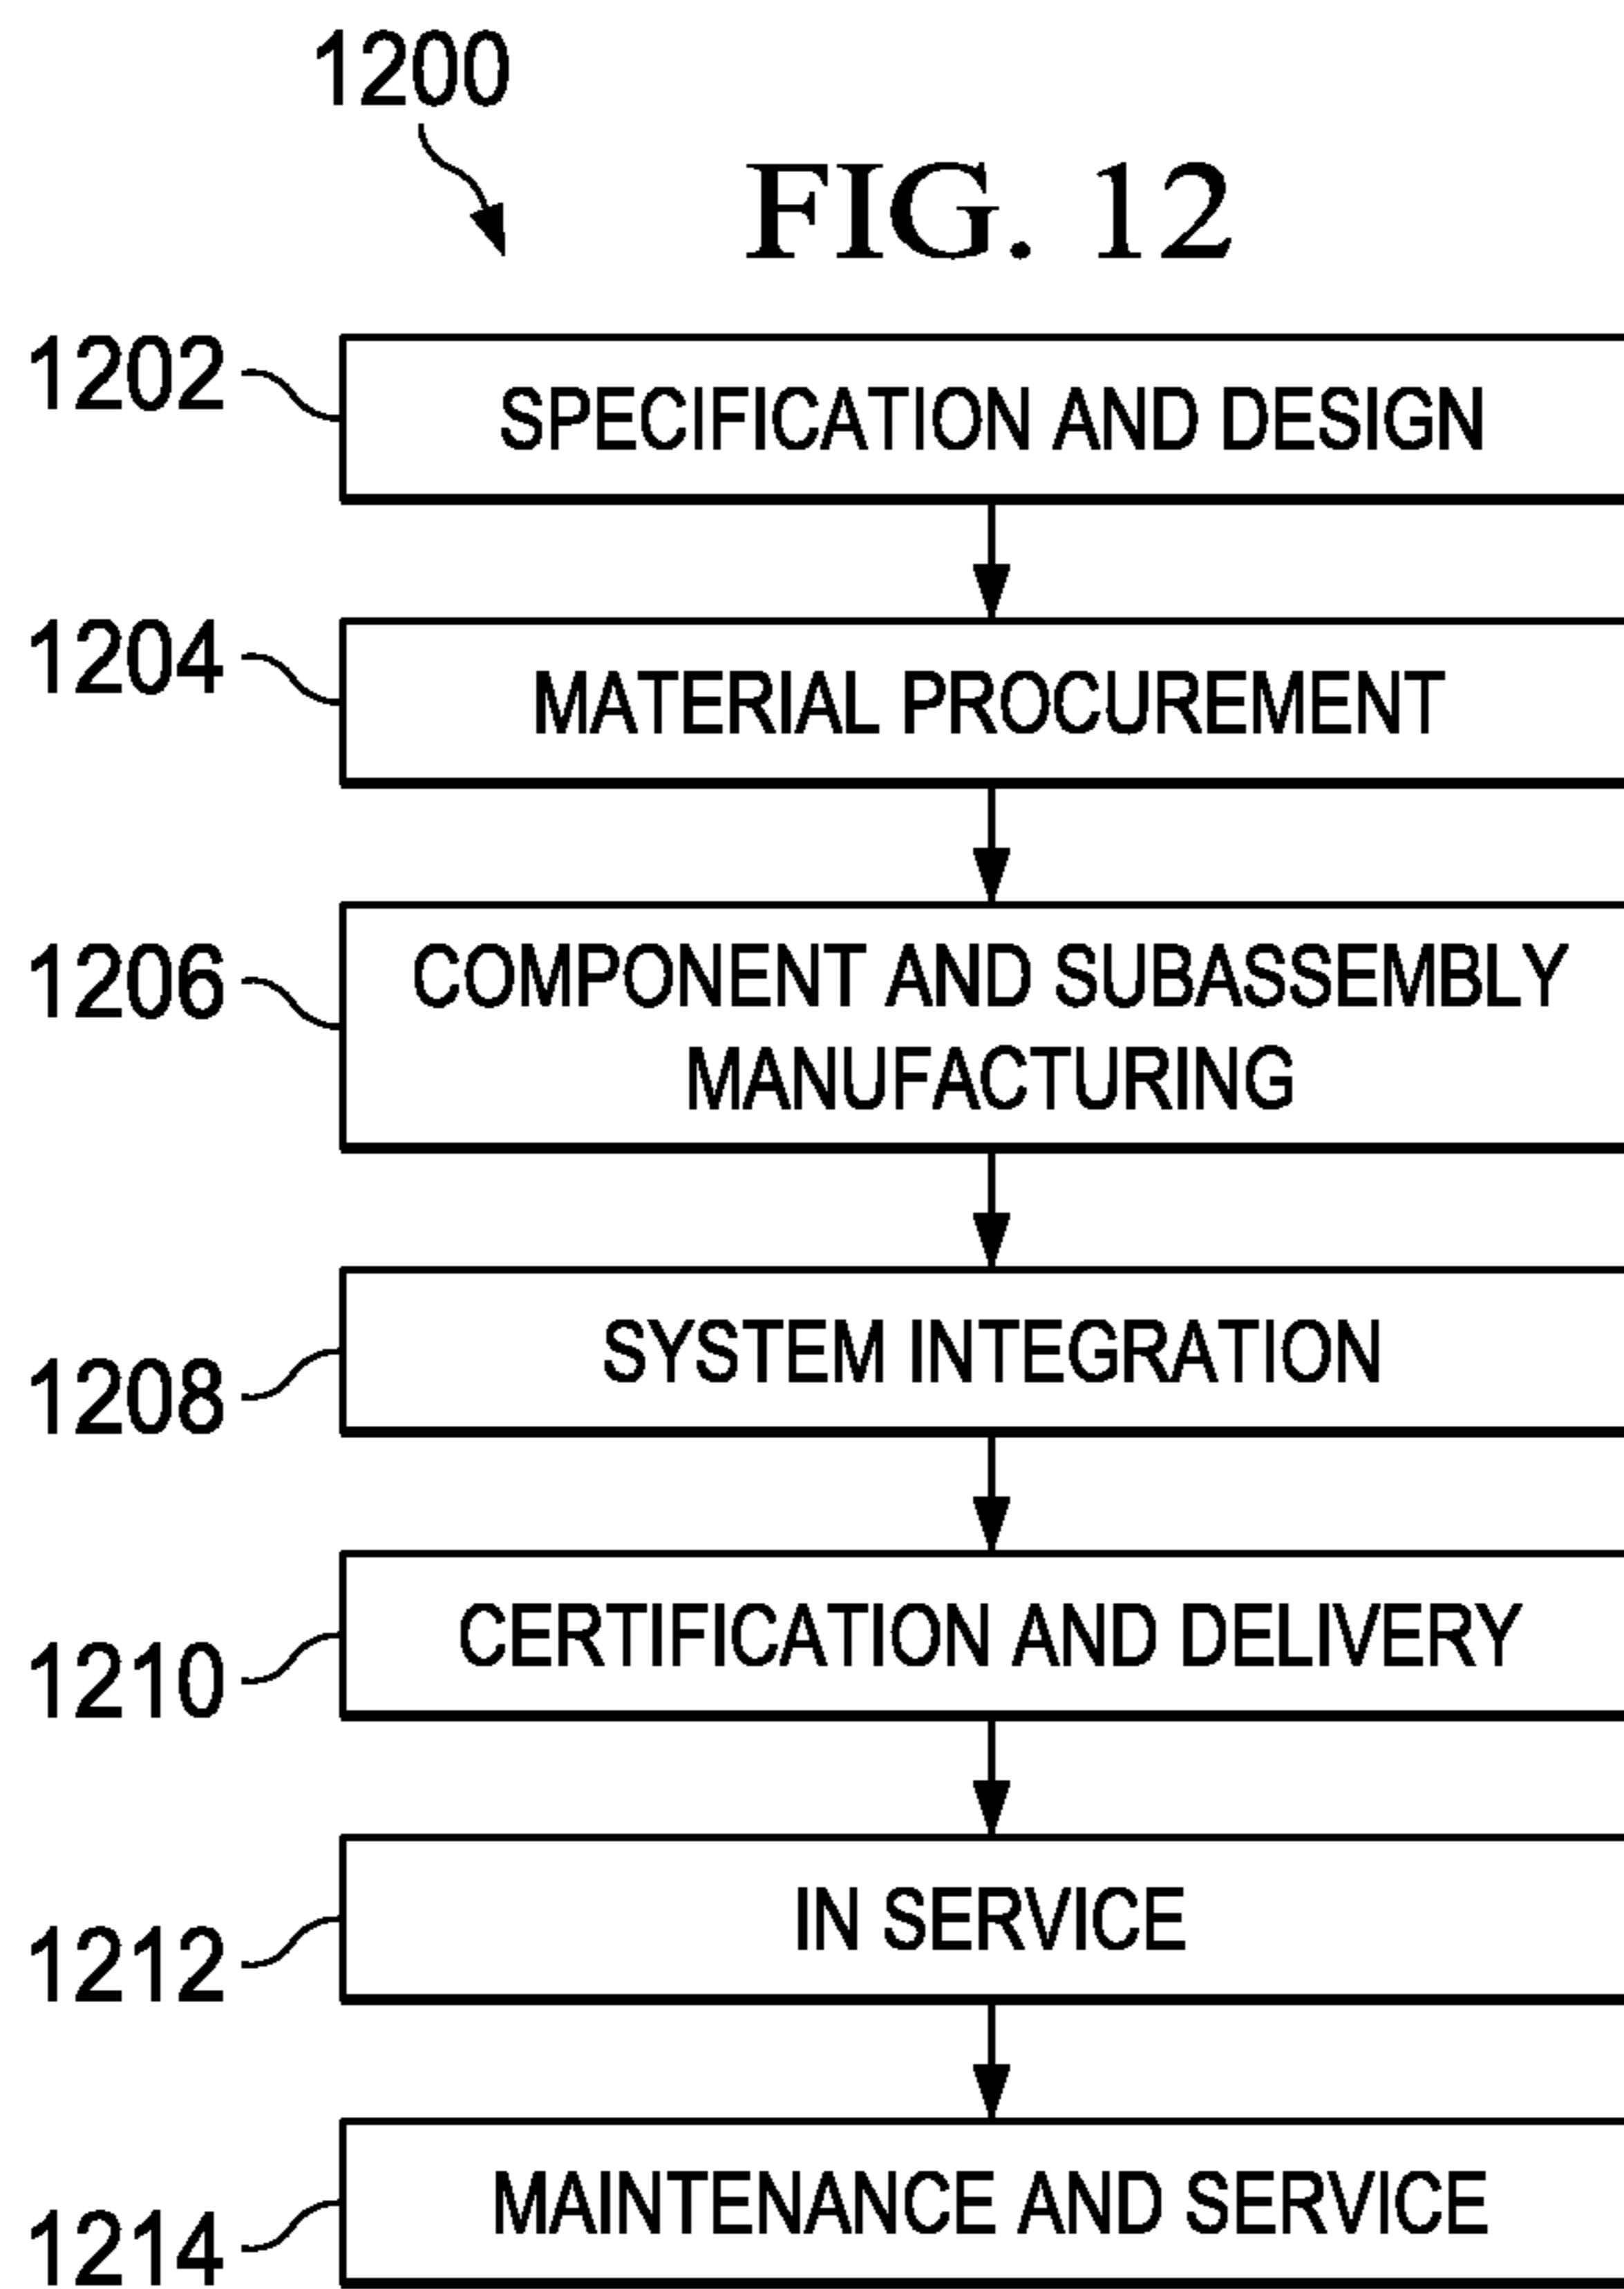 1200
FIG. 12
1202
SPECIFICATION AND DESIGN
1204
MATERIAL PROCUREMENT
1206
COMPONENT AND SUBASSEMBLY
MANUFACTURING
1208
SYSTEM INTEGRATION
1210
CERTIFICATION AND DELIVERY
1212
IN SERVICE
1214
MAINTENANCE AND SERVICE